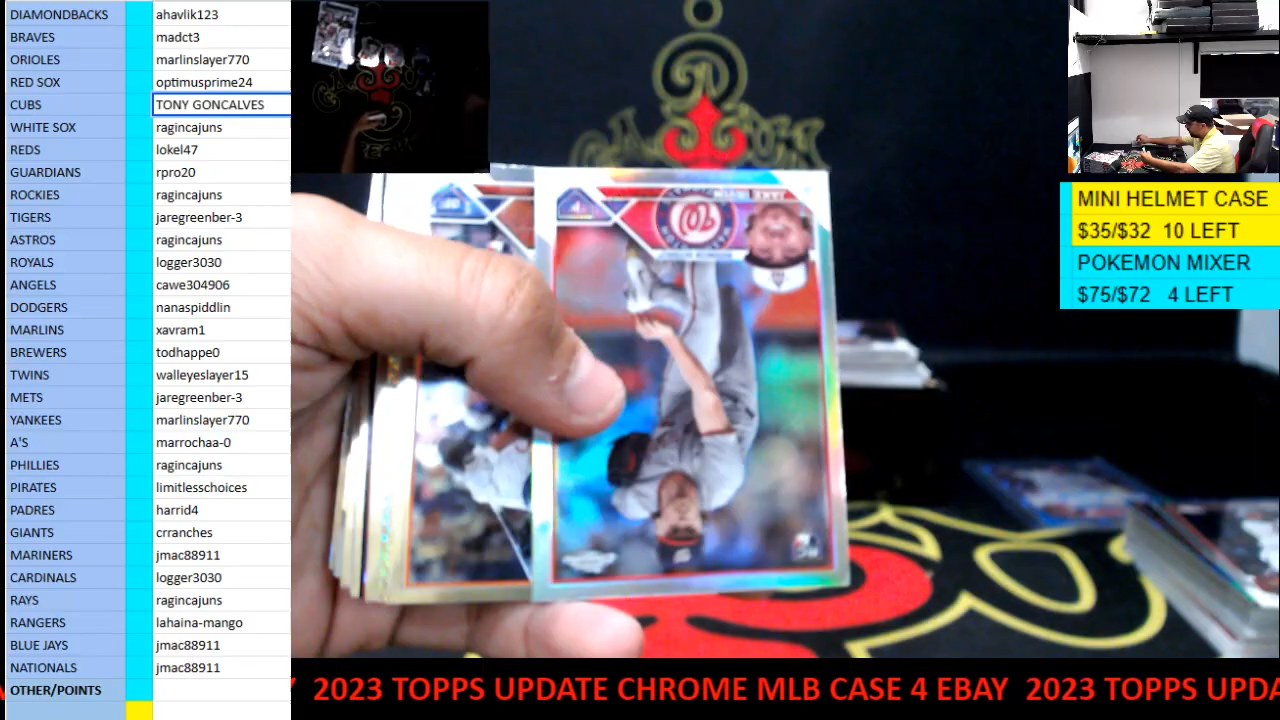 DIAMONDBACKS ahavlik123
BRAVES madct3
ORIOLES marlinslayer770
RED SOX optimusprime24
CUBS TONY GONCALVES
WHITE SOX ragincajuns
REDS lokel47
GUARDIANS rpro20
ROCKIES ragincajuns
TIGERS jaregreenber-3
ASTROS ragincajuns
ROYALS logger3030
ANGELS cawe304906
DODGERS nanaspiddlin
MARLINS xavram1
BREWERS todhappe0
TWINS walleyeslayer15
METS jaregreenber-3
YANKEES marlinslayer770
A'S marrochaa-0
PHILLIES ragincajuns
PIRATES limitlesschoices
PADRES harrid4
GIANTS crranches
MARINERS jmac88911
CARDINALS logger3030
RAYS ragincajuns
RANGERS lahaina-mango
BLUE JAYS jmac88911
NATIONALS jmac88911
OTHER/POINTS
MINI HELMET CASE
$35/$32 10 LEFT
POKEMON MIXER
$75/$72 4 LEFT
Y 2023 TOPPS UPDATE CHROME MLB CASE 4 EBAY 2023 TOPPS UPDA